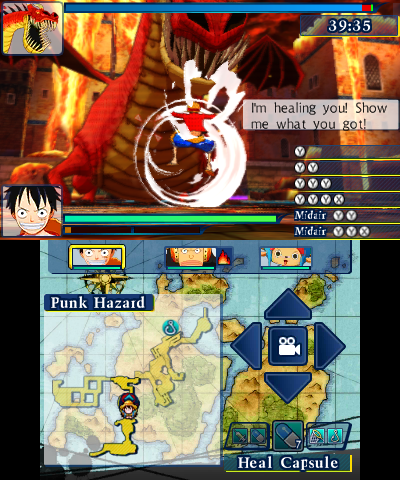 39:35
I'm healing you! Show
me what you got!
Y
Y Y
Y Y Y
Y Y Y X
Midair Y Y
Midair Y Y X
Punk Hazard
7
Heal Capsule